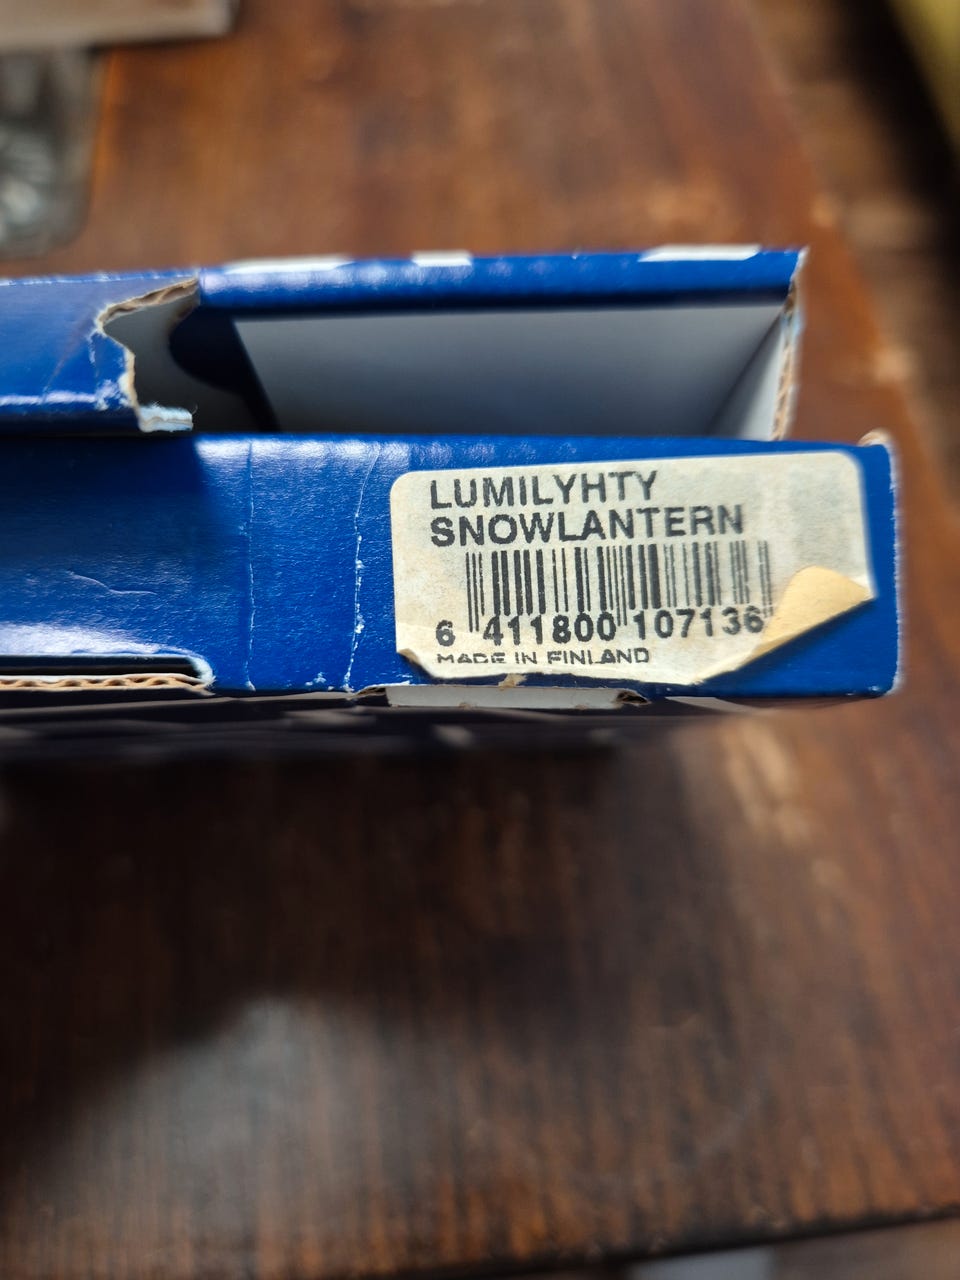 LUMILYHTY
SNOWLANTERN
6 411800 107136
MADE IN FINLAND